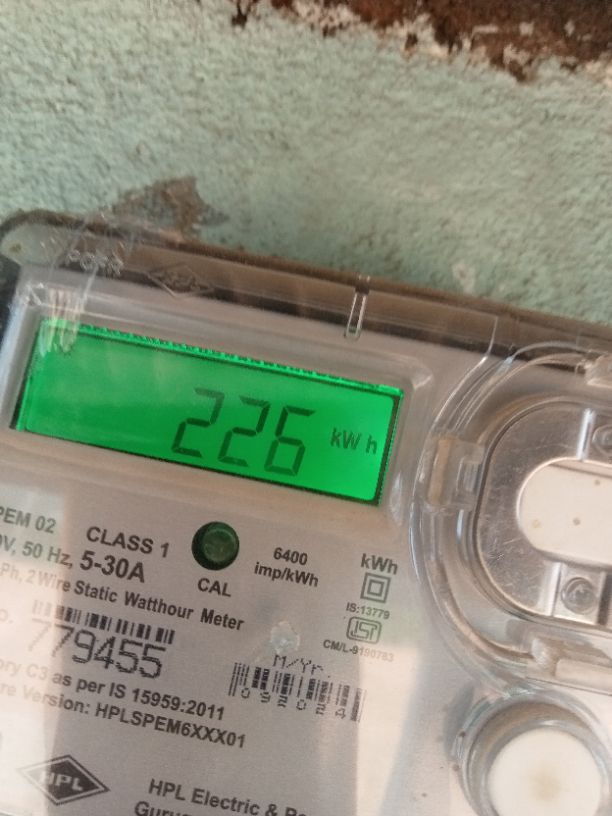 HPL
226 kWh
PEM 02 CLASS 1
V, 50 Hz, 5-30A
CAL
6400
imp/kWh
kWh
Ph, 2 Wire Static Watthour Meter
IS:13779
ISI
CM/L-9190783
o. 779455
M/Yr.
ory C3 as per IS 15959:2011
re Version: HPLSPEM6XXX01
HPL
HPL Electric &